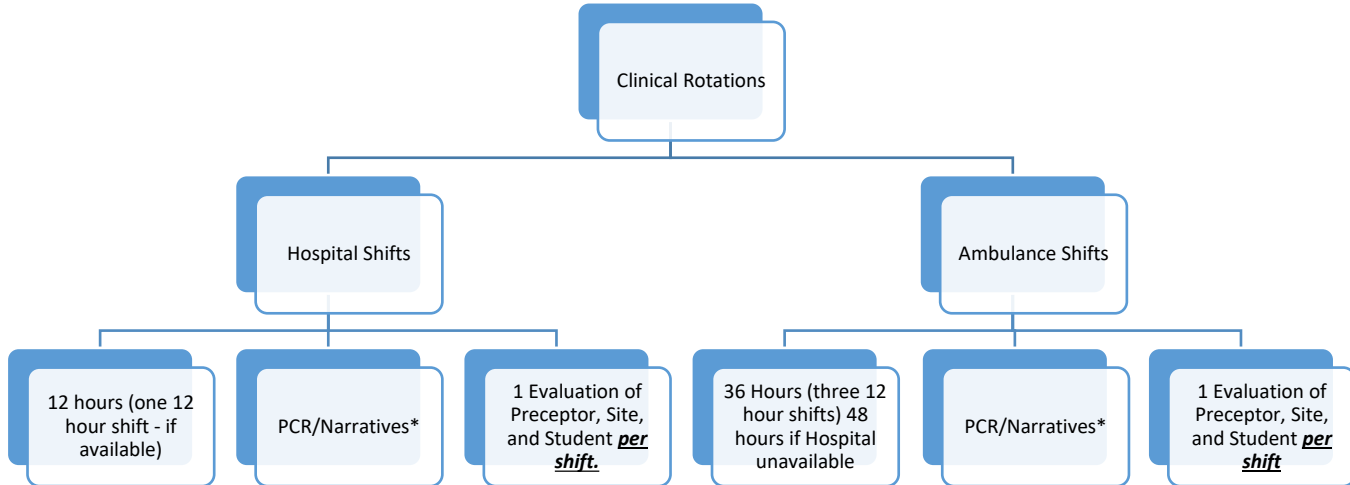 Clinical Rotations
Hospital Shifts
Ambulance Shifts
12 hours (one 12
hour shift - if
available)
PCR/Narratives*
1 Evaluation of
Preceptor, Site,
and Student per
shift.
36 Hours (three 12
hour shifts) 48
hours if Hospital
unavailable
PCR/Narratives*
1 Evaluation of
Preceptor, Site,
and Student per
shift